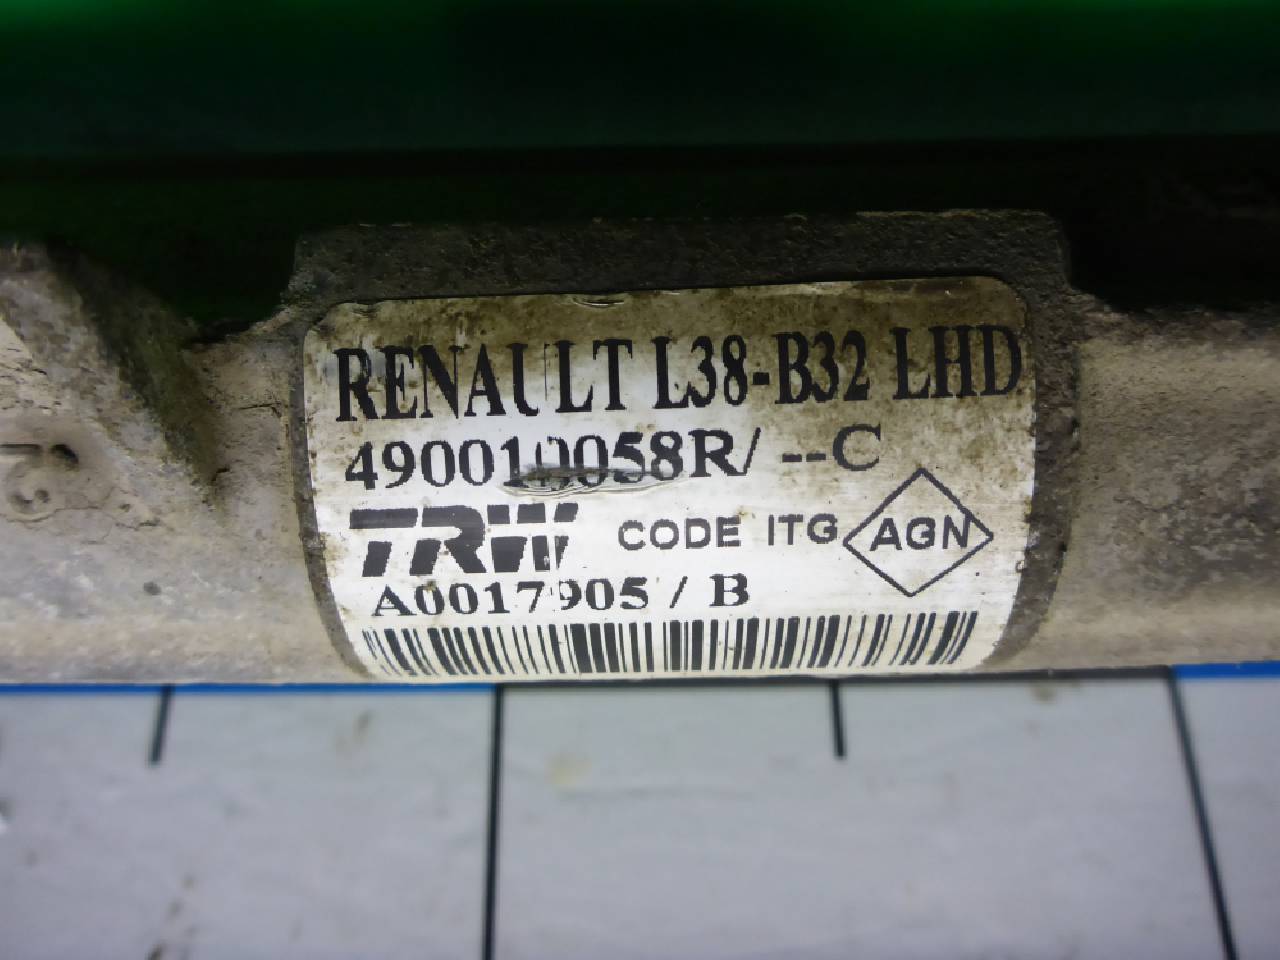 RENAULT L38-B32 LHD
490010058R/ --C
TRW CODE ITG AGN
A0017905 / B